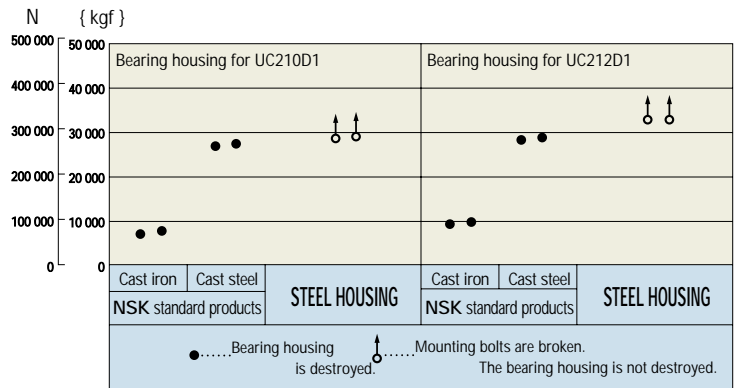 N { kgf }
500 000 50 000
400 000 40 000
300 000 30 000
200 000 20 000
100 000 10 000
0 0
Bearing housing for UC210D1 Bearing housing for UC212D1
Cast iron Cast steel STEEL HOUSING Cast iron Cast steel STEEL HOUSING
NSK standard products NSK standard products
......Bearing housing is destroyed.
......Mounting bolts are broken.
The bearing housing is not destroyed.